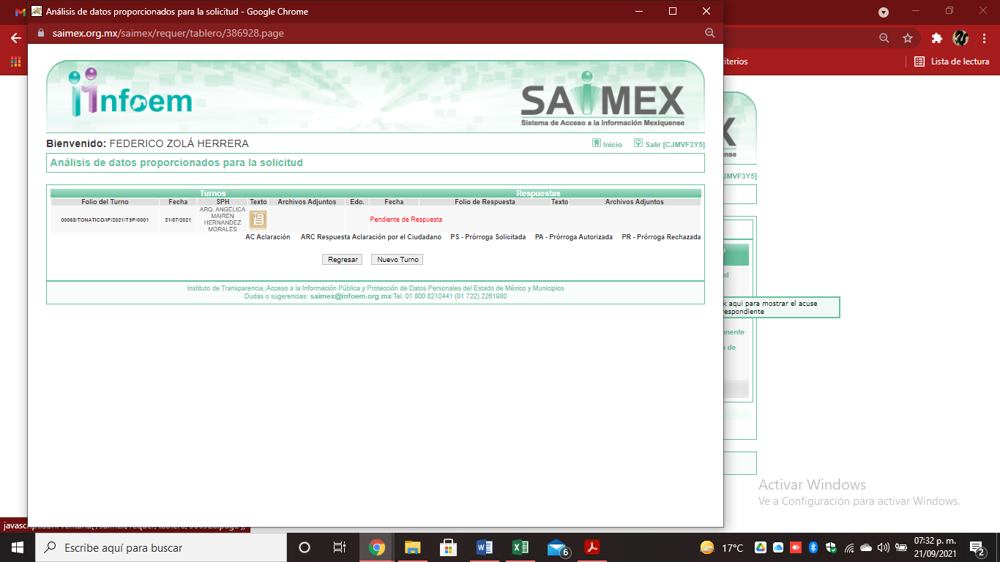 Análisis de datos proporcionados para la solicitud - Google Chrome
saimex.org.mx/saimex/requer/tablero/386928.page
iterios
Lista de lectura
infoem
SAIMEX
Sistema de Acceso a la Información Mexiquense
Bienvenido: FEDERICO ZOLÁ HERRERA
Inicio
Salir [CJMVF3Y5]
Análisis de datos proporcionados para la solicitud
Turnos
Respuestas
Folio del Turno Fecha SPH Texto Archivos Adjuntos Edo. Fecha Folio de Respuesta Texto Archivos Adjuntos
00068/TONATICO/IP/2021/TSP/0001 21/07/2021 ARQ. ANGELICA
MAIREN
HERNANDEZ
MORALES
Pendiente de Respuesta
AC Aclaración ARC Respuesta Aclaración por el Ciudadano PS - Prórroga Solicitada PA - Prórroga Autorizada PR - Prórroga Rechazada
Regresar Nuevo Turno
Instituto de Transparencia, Acceso a la Información Pública y Protección de Datos Personales del Estado de México y Municipios
Dudas o sugerencias: saimex@infoem.org.mx Tel. 01 800 8210441 (01 722) 2261980
X
ense
JMVF3Y5]
d
k aqui para mostrar el acuse
respondiente
onente
o de
Activar Windows
Ve a Configuración para activar Windows.
Escribe aquí para buscar
6
17°C
07:32 p. m.
21/09/2021
2